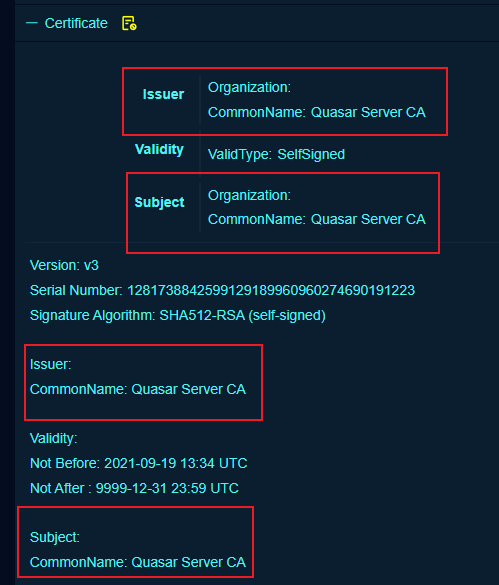 Certificate
Issuer
Organization:
CommonName: Quasar Server CA
Validity
ValidType: SelfSigned
Subject
Organization:
CommonName: Quasar Server CA
Version: v3
Serial Number: 128173884259912918996096027469019​1223
Signature Algorithm: SHA512-RSA (self-signed)
Issuer:
CommonName: Quasar Server CA
Validity:
Not Before: 2021-09-19 13:34 UTC
Not After : 9999-12-31 23:59 UTC
Subject:
CommonName: Quasar Server CA